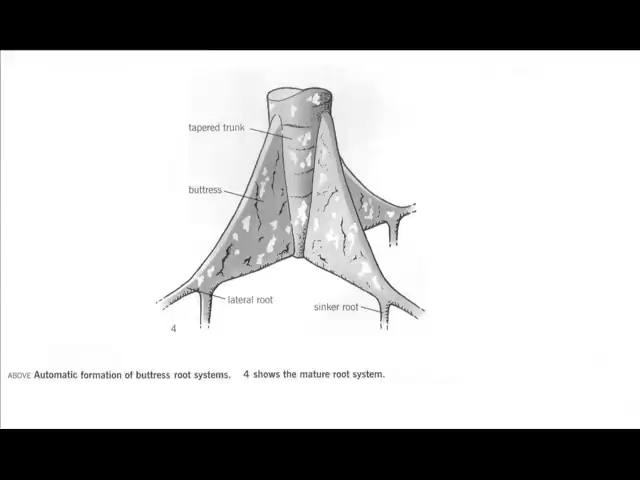 tapered trunk
buttress
lateral root
sinker root
4
ABOVE Automatic formation of buttress root systems. 4 shows the mature root system.